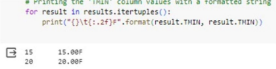 # Printing the 'THIN' column values with a formatted string
for result in results.itertuples():
print("{}\t{:.2f}F".format(result.THIN, result.THIN))
15 15.00F
20 20.00F